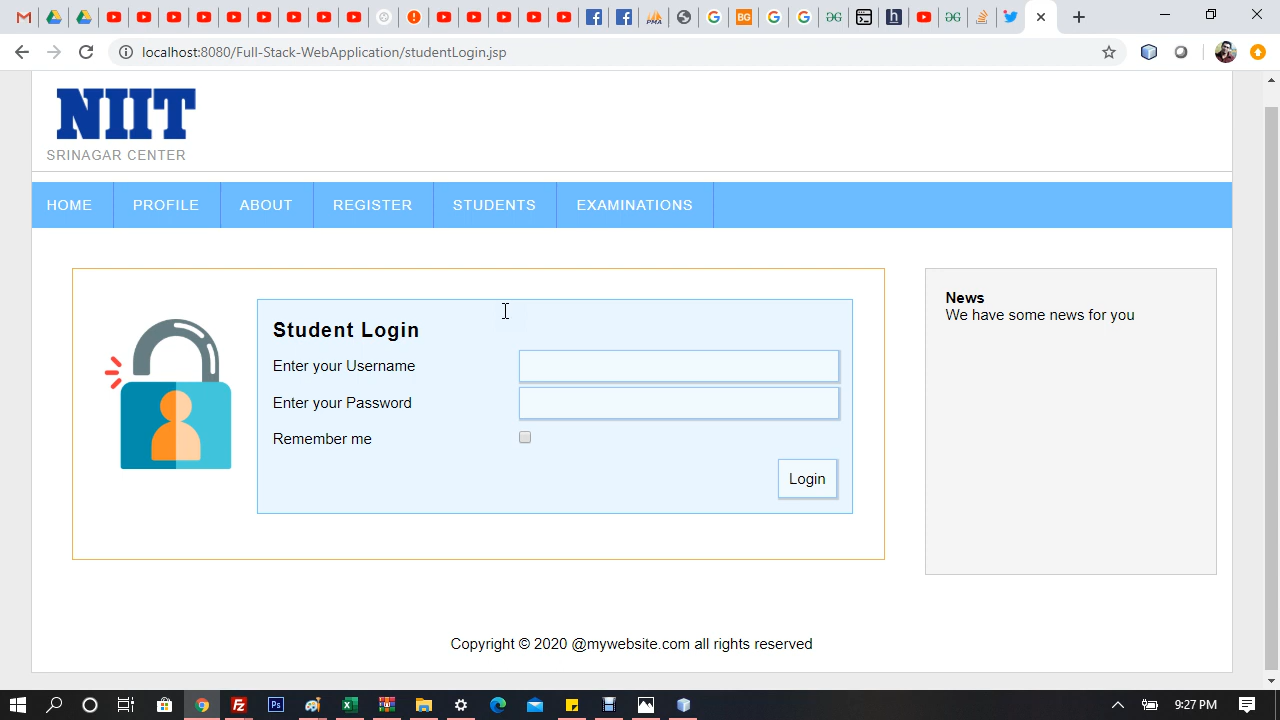 localhost:8080/Full-Stack-WebApplication/studentLogin.jsp
NIIT
SRINAGAR CENTER
HOME PROFILE ABOUT REGISTER STUDENTS EXAMINATIONS
Student Login
Enter your Username
Enter your Password
Remember me
Login
News
We have some news for you
Copyright © 2020 @mywebsite.com all rights reserved
9:27 PM